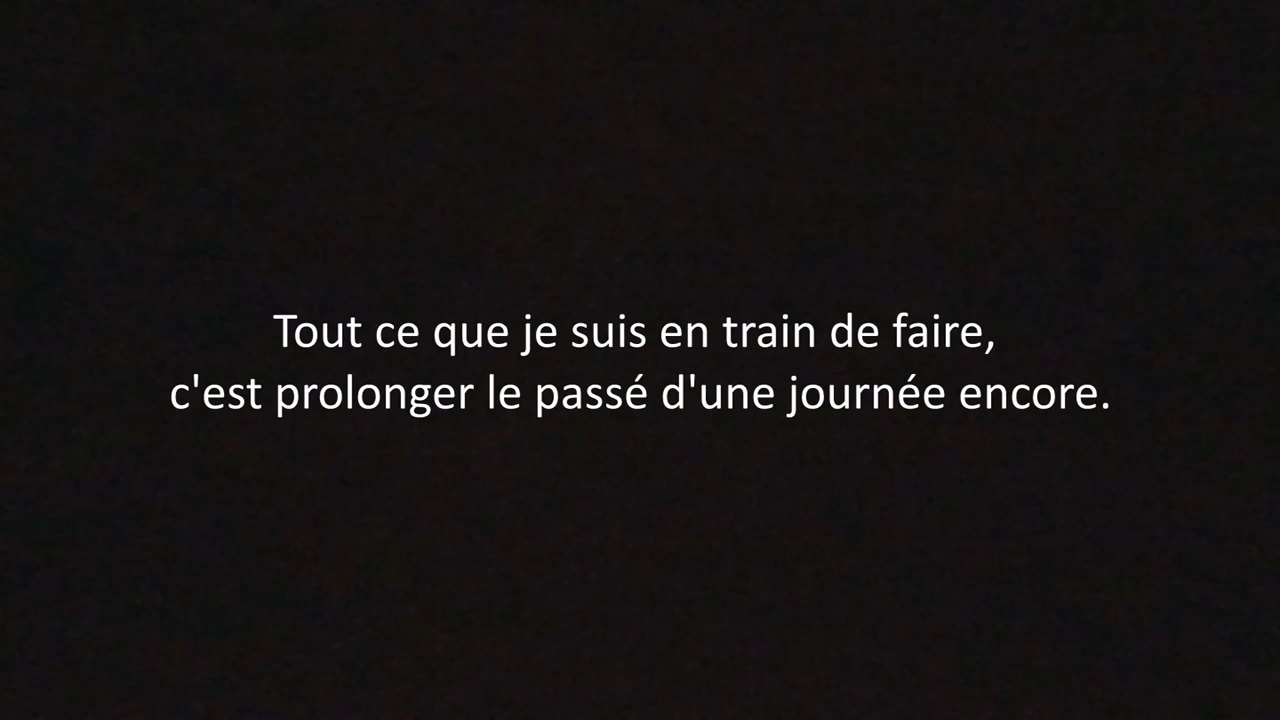 Tout ce que je suis en train de faire,
c'est prolonger le passé d'une journée encore.